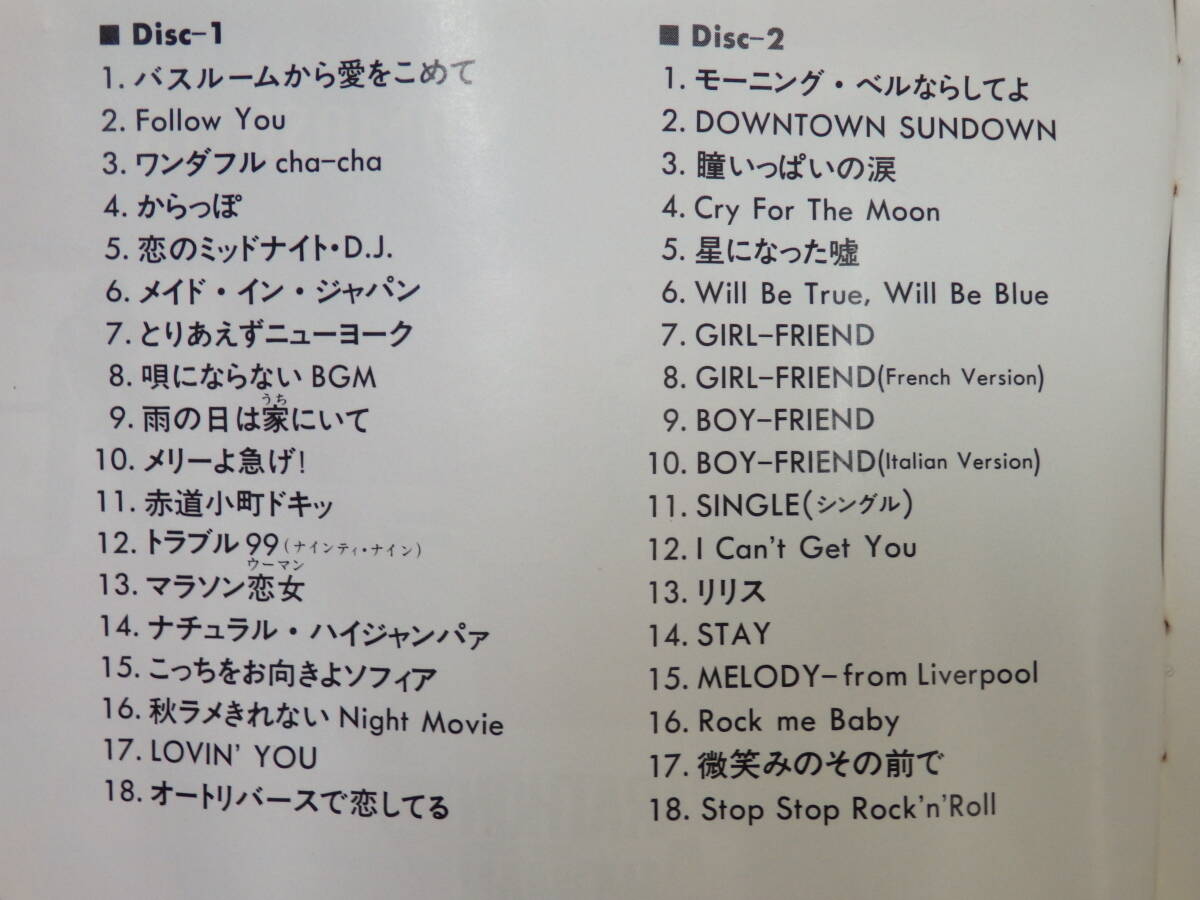 ■ Disc-1
1. バスルームから愛をこめて
2. Follow You
3. ワンダフル cha-cha
4. からっぽ
5. 恋のミッドナイト・D.J.
6. メイド・イン・ジャパン
7. とりあえずニューヨーク
8. 唄にならない BGM
うち
9. 雨の日は家にいて
10. メリーよ急げ!
11. 赤道小町ドキッ
12. トラブル 99 (ナインティ・ナイン)
ウーマン
13. マラソン恋女
14. ナチュラル・ハイジャンパァ
15. こっちをお向きよソフィア
16. 秋ラメきれない Night Movie
17. LOVIN' YOU
18. オートリバースで恋してる
■ Disc-2
1. モーニング・ベルならしてよ
2. DOWNTOWN SUNDOWN
3. 瞳いっぱいの涙
4. Cry For The Moon
5. 星になった嘘
6. Will Be True, Will Be Blue
7. GIRL-FRIEND
8. GIRL-FRIEND(French Version)
9. BOY-FRIEND
10. BOY-FRIEND(Italian Version)
11. SINGLE(シングル)
12. I Can't Get You
13. リリス
14. STAY
15. MELODY-from Liverpool
16. Rock me Baby
17. 微笑みのその前で
18. Stop Stop Rock'n'Roll